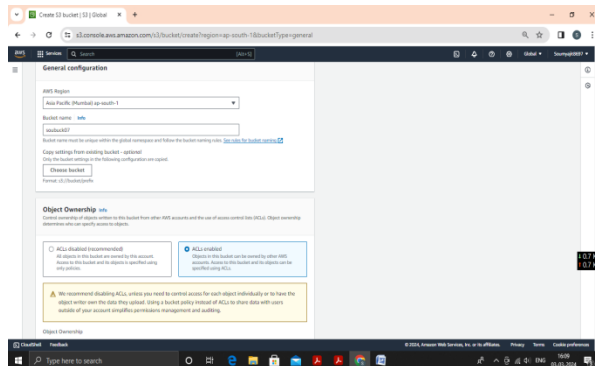 Create S3 bucket | S3 | Global
s3.console.aws.amazon.com/s3/bucket/create?region=ap-south-1&bucketType=general
aws Services Search [Alt+S] Global
General configuration
AWS Region
Asia Pacific (Mumbai) ap-south-1
Bucket name Info
Bucket name must be unique within the global namespace and follow the bucket naming rules. See rules for bucket naming
Copy settings from existing bucket - optional
Only the bucket settings in the following configuration are copied.
Choose bucket
Format: s3://bucket/prefix
Object Ownership Info
Control ownership of objects written to this bucket from other AWS accounts and the use of access control lists (ACLs). Object ownership
determines who can specify access to objects.
ACLs disabled (recommended)
All objects in this bucket are owned by this account.
Access to this bucket and its objects is specified using
only policies.
ACLs enabled
Objects in this bucket can be owned by other AWS
accounts. Access to this bucket and its objects can be
specified using ACLs.
We recommend disabling ACLs, unless you need to control access for each object individually or to have the
object writer own the data they upload. Using a bucket policy instead of ACLs to share data with users
outside of your account simplifies permissions management and auditing.
Object Ownership
0.7 K
0.7 K
CloudShell Feedback © 2024, Amazon Web Services, Inc. or its affiliates. Privacy Terms Cookie preferences
Type here to search ENG 16:09
03-03-2024